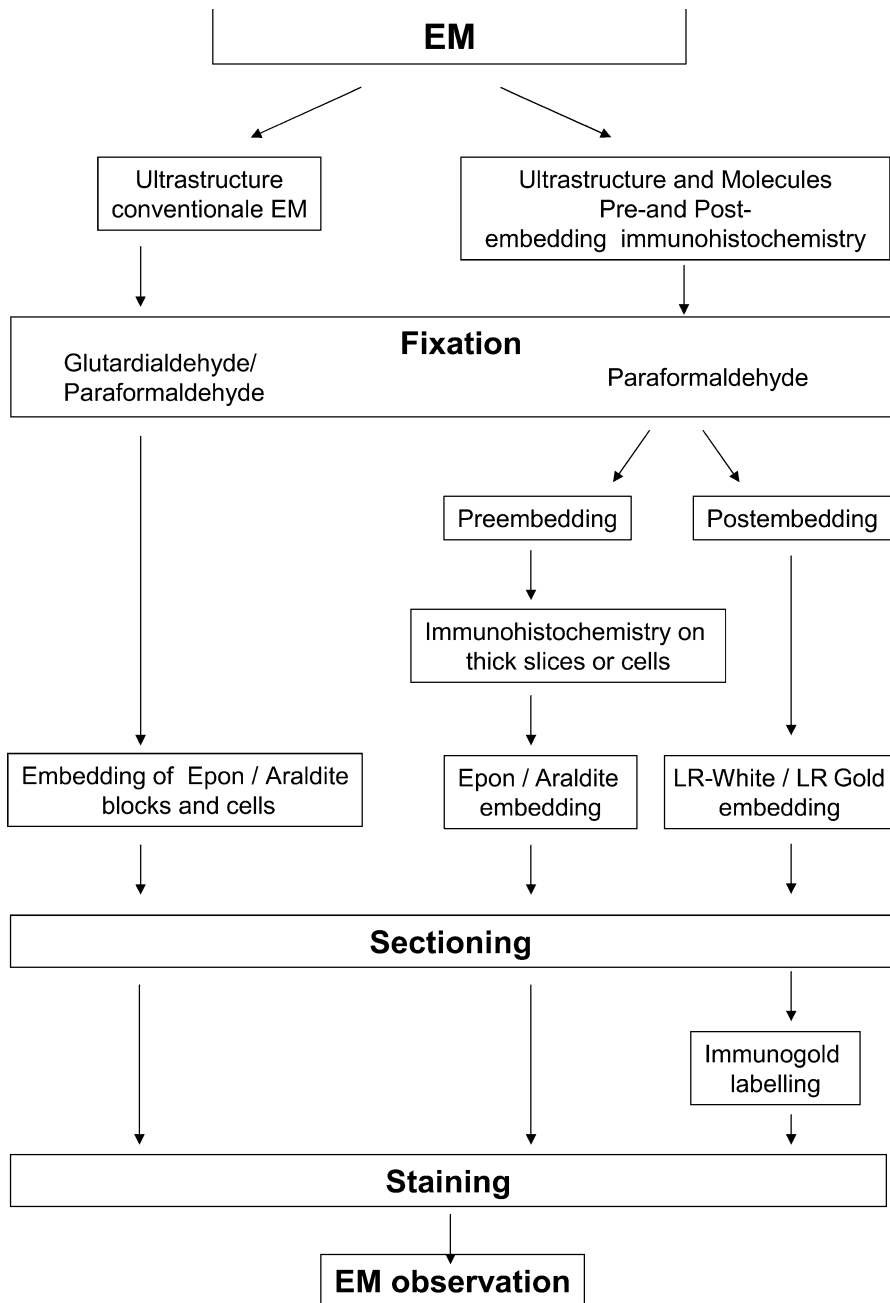 EM
Ultrastructure
conventionale EM
Ultrastructure and Molecules
Pre-and Post-
embedding immunohistochemistry
Fixation
Glutardialdehyde/
Paraformaldehyde
Paraformaldehyde
Preembedding
Postembedding
Immunohistochemistry on
thick slices or cells
Embedding of Epon / Araldite
blocks and cells
Epon / Araldite
embedding
LR-White / LR Gold
embedding
Sectioning
Immunogold
labelling
Staining
EM observation